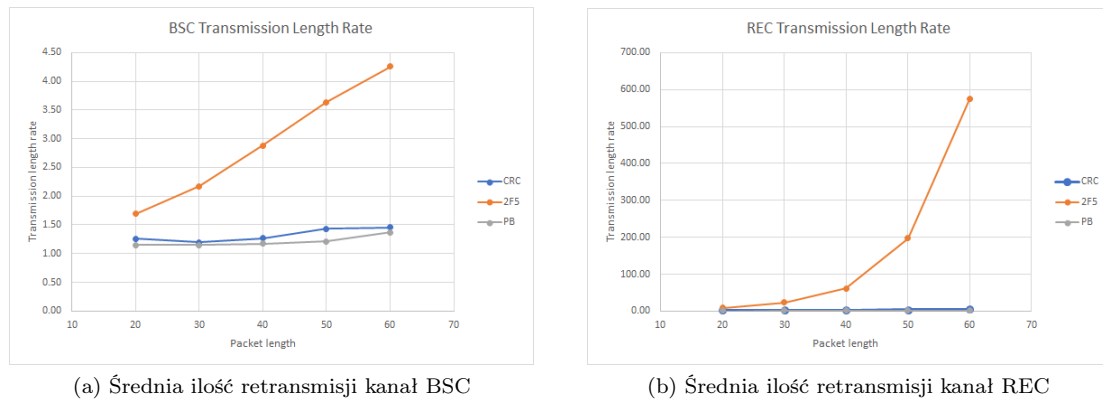 BSC Transmission Length Rate
4.50
4.00
3.50
3.00
2.50
2.00
1.50
1.00
0.50
0.00
Transmission length rate
10
20
30
40
50
60
70
Packet length
CRC
2F5
PB
(a) Średnia ilość retransmisji kanał BSC
REC Transmission Length Rate
700.00
600.00
500.00
400.00
300.00
200.00
100.00
0.00
Transmission length rate
10
20
30
40
50
60
70
Packet length
CRC
2F5
PB
(b) Średnia ilość retransmisji kanał REC